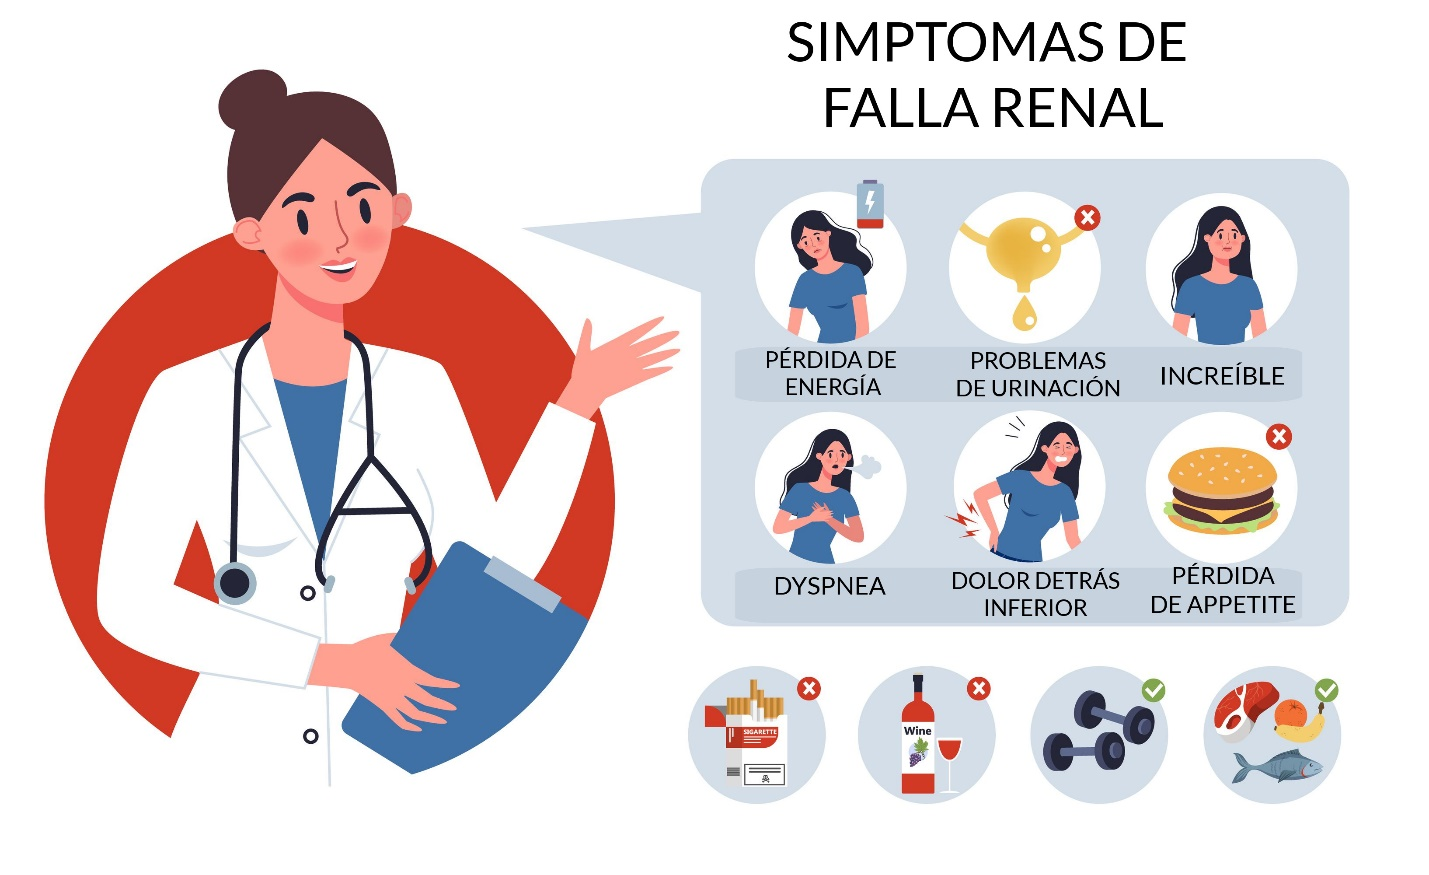 SIMPTOMAS DE
FALLA RENAL
PÉRDIDA DE
ENERGÍA
PROBLEMAS
DE URINACIÓN
INCREÍBLE
DYSPNEA
DOLOR DETRÁS
INFERIOR
PÉRDIDA
DE APPETITE
SIGARETTE
Wine